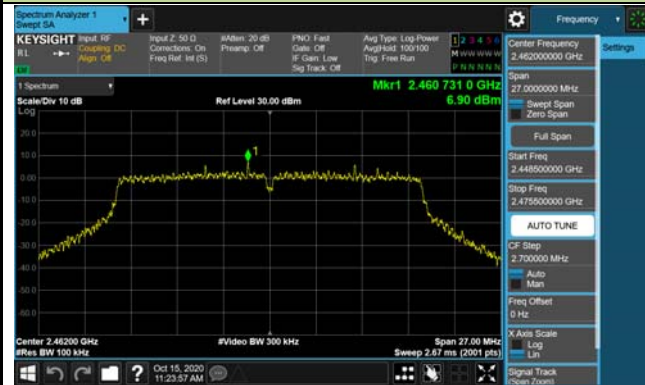 Spectrum Analyzer 1
Swept SA
Frequency
KEYSIGHT
Input: RF
Coupling: DC
Align: Off
Input Z: 50 Ω
Corrections: On
Freq Ref: Int (S)
#Atten: 20 dB
Preamp: Off
PNO: Fast
Gate: Off
IF Gain: Low
Sig Track: Off
Avg Type: Log-Power
Avg|Hold: 100/100
Trig: Free Run
1 2 3 4 5 6
M W W W W W
P N N N N N
RL
1 Spectrum
Scale/Div 10 dB
Log
Ref Level 30.00 dBm
Mkr1 2.460 731 0 GHz
6.90 dBm
20.0
10.0
0.00
-10.0
-20.0
-30.0
-40.0
-50.0
-60.0
1
Center 2.46200 GHz
#Res BW 100 kHz
#Video BW 300 kHz
Span 27.00 MHz
Sweep 2.67 ms (2001 pts)
Oct 15, 2020
11:23:57 AM
Center Frequency
2.462000000 GHz
Span
27.0000000 MHz
Swept Span
Zero Span
Full Span
Start Freq
2.448500000 GHz
Stop Freq
2.475500000 GHz
AUTO TUNE
CF Step
2.700000 MHz
Auto
Man
Freq Offset
0 Hz
X Axis Scale
Log
Lin
Signal Track
(Span Zoom)
Settings